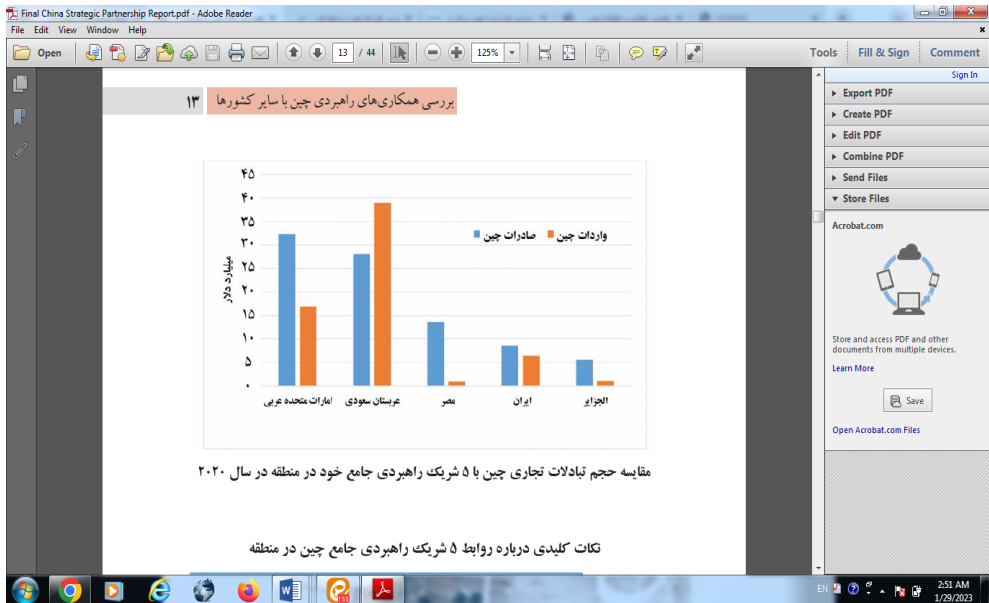 Final China Strategic Partnership Report.pdf - Adobe Reader
File Edit View Window Help
Open 13 / 44 125% Tools Fill & Sign Comment
Sign In
Export PDF
Create PDF
Edit PDF
Combine PDF
Send Files
Store Files
Acrobat.com
Store and access PDF and other
documents from multiple devices.
Learn More
Save
Open Acrobat.com Files
بررسی همکاری‌های راهبردی چین با سایر کشورها ۱۳
۴۵
۴۰
۳۵
۳۰
۲۵
۲۰
۱۵
۱۰
۵
۰
میلیارد دلار
صادرات چین واردات چین
امارات متحده عربی عربستان سعودی مصر ایران الجزایر
مقایسه حجم تبادلات تجاری چین با ۵ شریک راهبردی جامع خود در منطقه در سال ۲۰۲۰
نکات کلیدی درباره روابط ۵ شریک راهبردی جامع چین در منطقه
EN 2:51 AM
1/29/2023